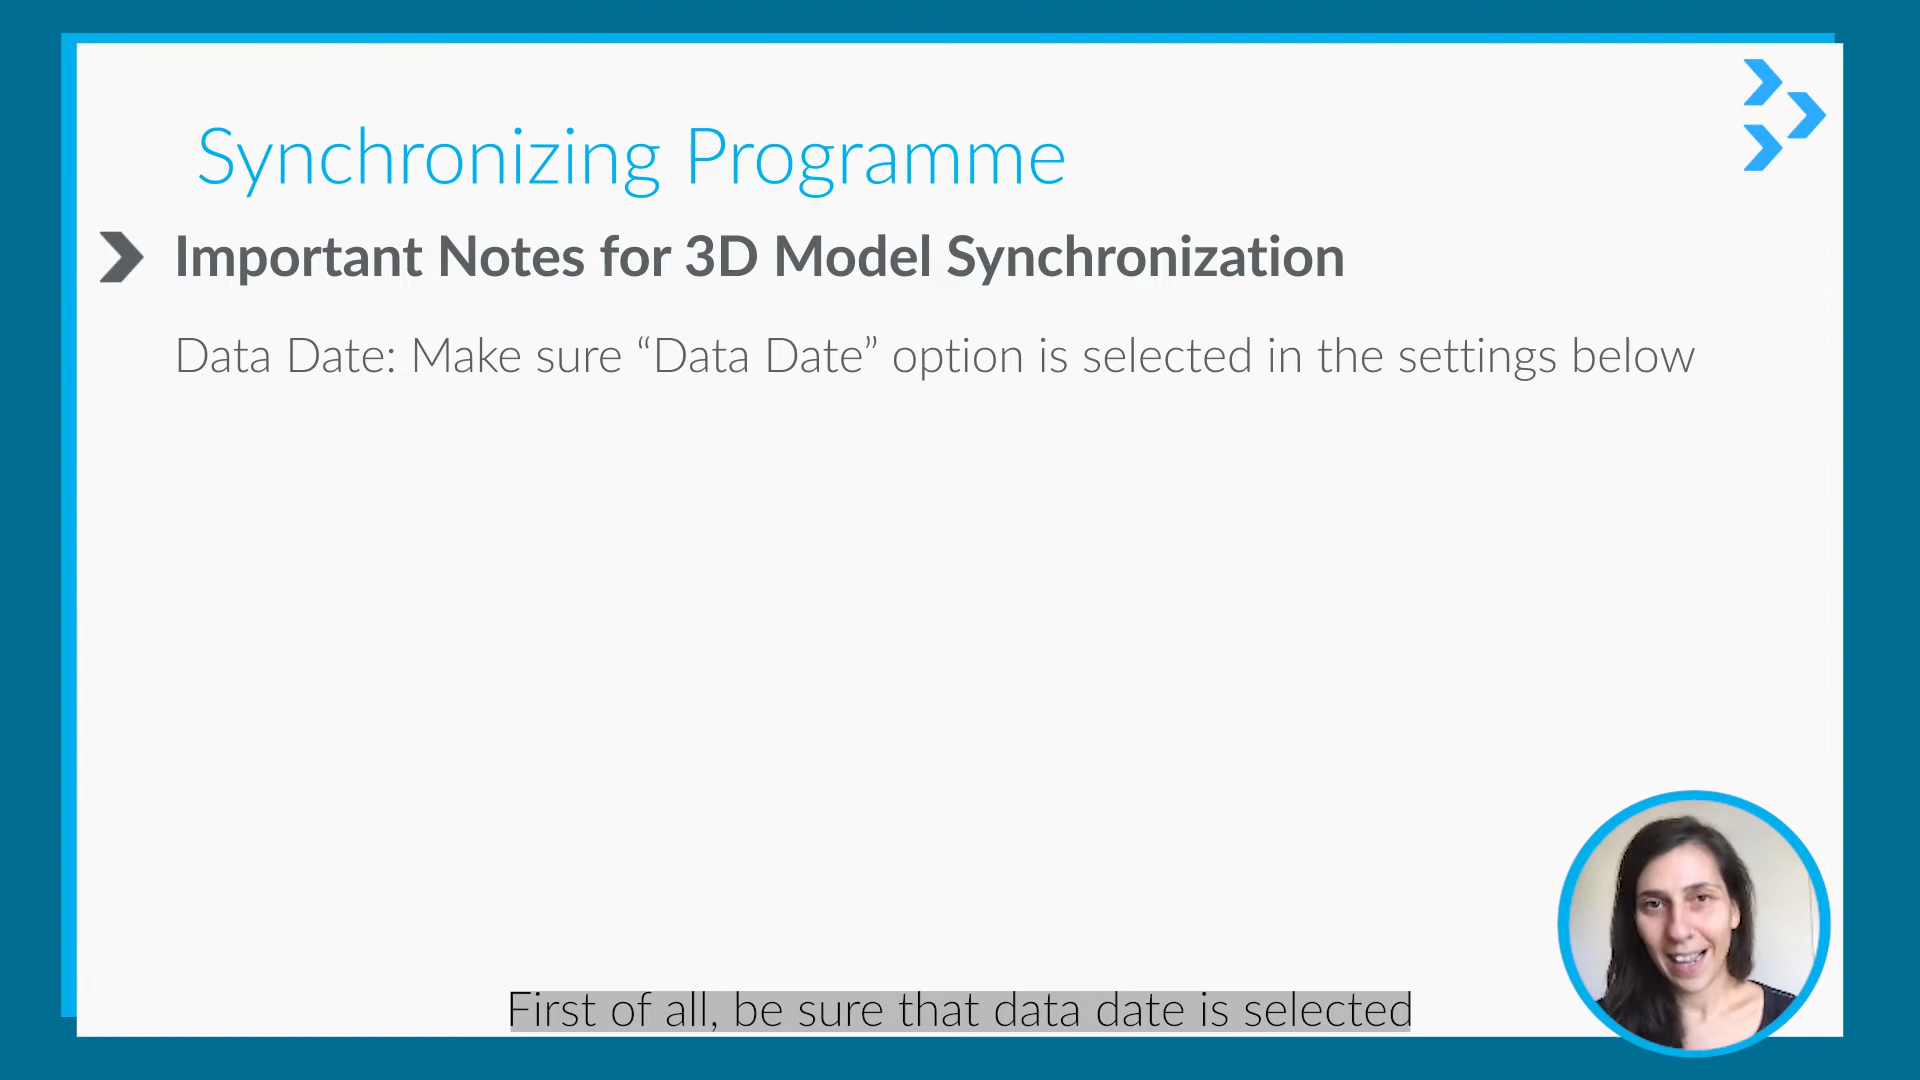 Synchronizing Programme
Important Notes for 3D Model Synchronization
Data Date: Make sure “Data Date” option is selected in the settings below
First of all, be sure that data date is selected